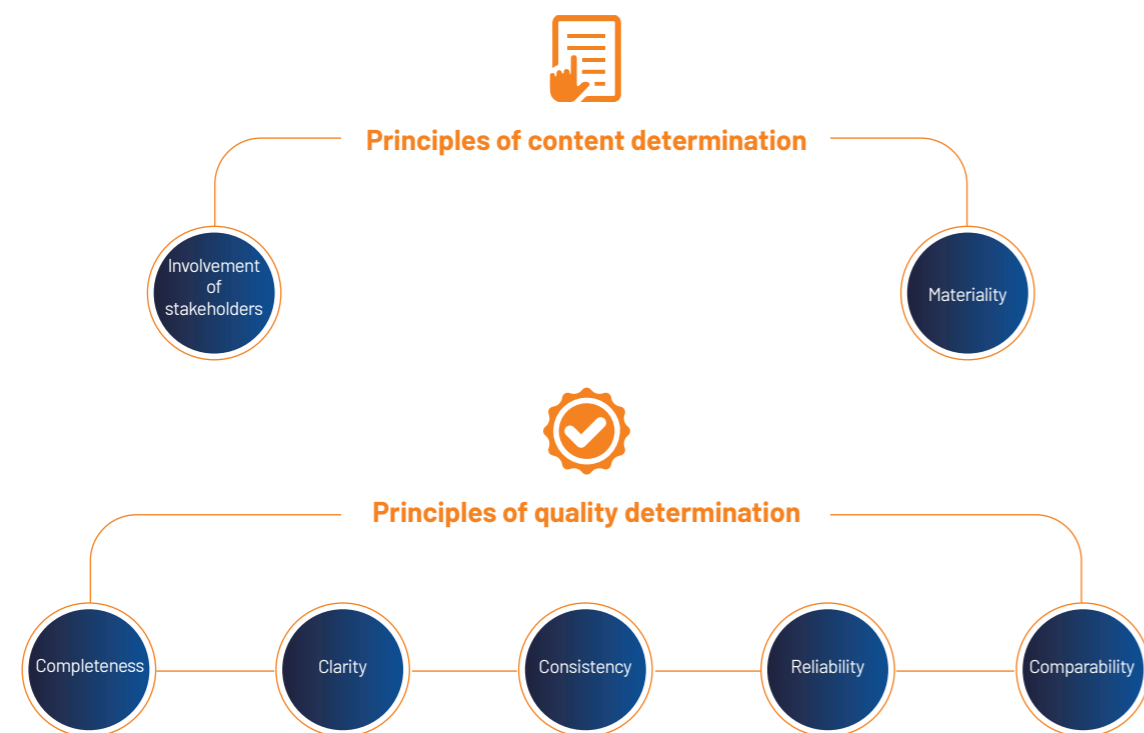 Principles of content determination
Involvement
of
stakeholders
Materiality
Principles of quality determination
Completeness
Clarity
Consistency
Reliability
Comparability